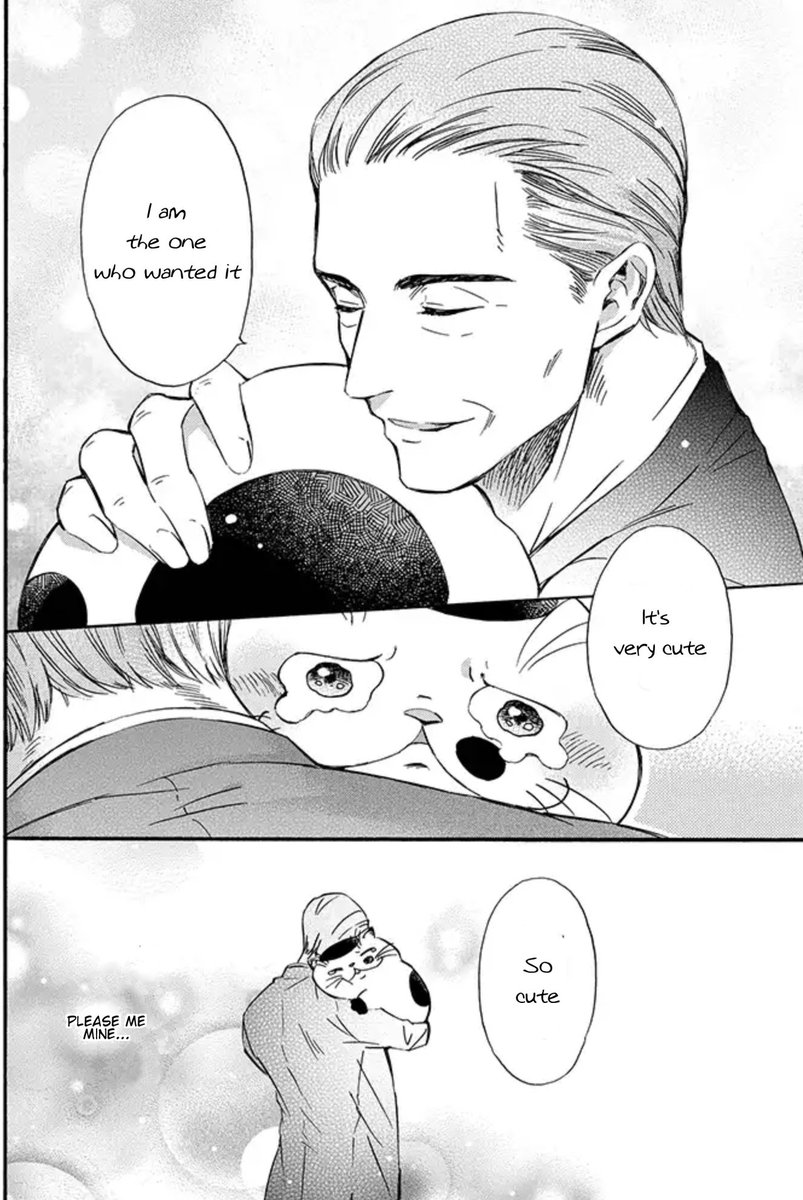 I am
the one
who wanted it
It's
very cute
So
cute
PLEASE ME
MINE...